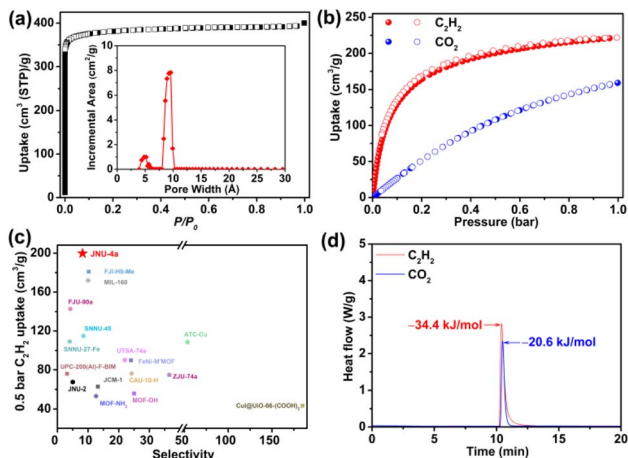 (a)
Uptake (cm³ (STP)/g)
400
300
200
100
0
0.0
0.2
0.4
0.6
0.8
1.0
P/P₀
Incremental Area (cm²/g)
10
8
6
4
2
0
0 5 10 15 20 25 30
Pore Width (Å)
(b)
C₂H₂
CO₂
Uptake (cm³/g)
250
200
150
100
50
0
0.0
0.2
0.4
0.6
0.8
1.0
Pressure (bar)
(c)
0.5 bar C₂H₂ uptake (cm³/g)
200
160
120
80
40
JNU-4a
FJI-H8-Me
MIL-160
FJU-90a
SNNU-45
SNNU-27-Fe
ATC-Cu
UTSA-74a
FeNi-M'MOF
UPC-200(Al)-F-BIM
JCM-1
CAU-10-H
ZJU-74a
JNU-2
MOF-NH₂
MOF-OH
CuI@UiO-66-(COOH)₂
0 10 20 30 40 50 100 150
Selectivity
(d)
C₂H₂
CO₂
Heat flow (W/g)
5
4
3
2
1
0
−34.4 kJ/mol
−20.6 kJ/mol
0 5 10 15 20
Time (min)